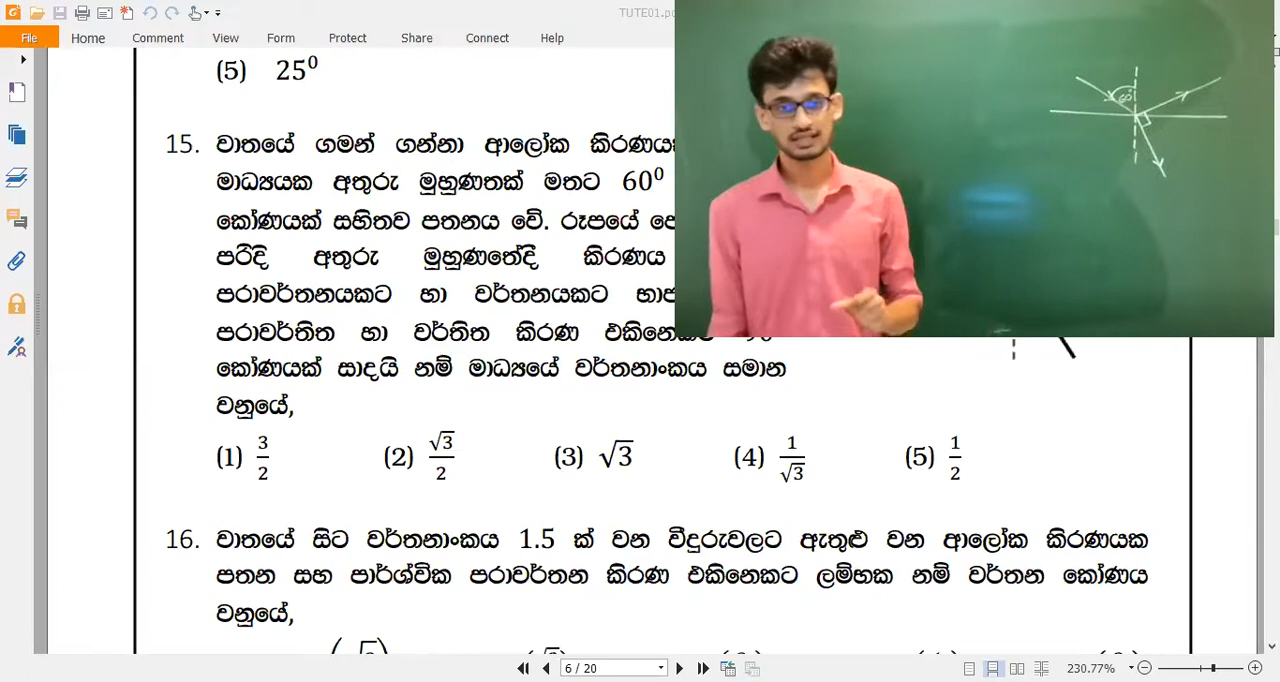 TUTE01.p
File Home Comment View Form Protect Share Connect Help
(5) 25⁰
15. වාතයේ ගමන් ගන්නා ආලෝක
මාධ්‍යයක අතුරු මුහුණතක් මතට 60⁰
කෝණයක් සහිතව පතනය වේ. රූපයේ
පරිදි අතුරු මුහුණතේදී කිරණය
පරාවර්තනයකට හා වර්තනයකට
පරාවර්තිත හා වර්තිත කිරණ
කෝණයක් සාදයි නම් මාධ්‍යයේ වර්තනාංකය සමාන
වනුයේ,
(1) 3/2 (2) √3/2 (3) √3 (4) 1/√3 (5) 1/2
16. වාතයේ සිට වර්තනාංකය 1.5 ක් වන වීදුරුවලට ඇතුළු වන ආලෝක කිරණයක
පතන සහ පාර්ශ්වික පරාවර්තන කිරණ එකිනෙකට ලම්භක නම් වර්තන කෝණය
වනුයේ,
60°
6 / 20
230.77%